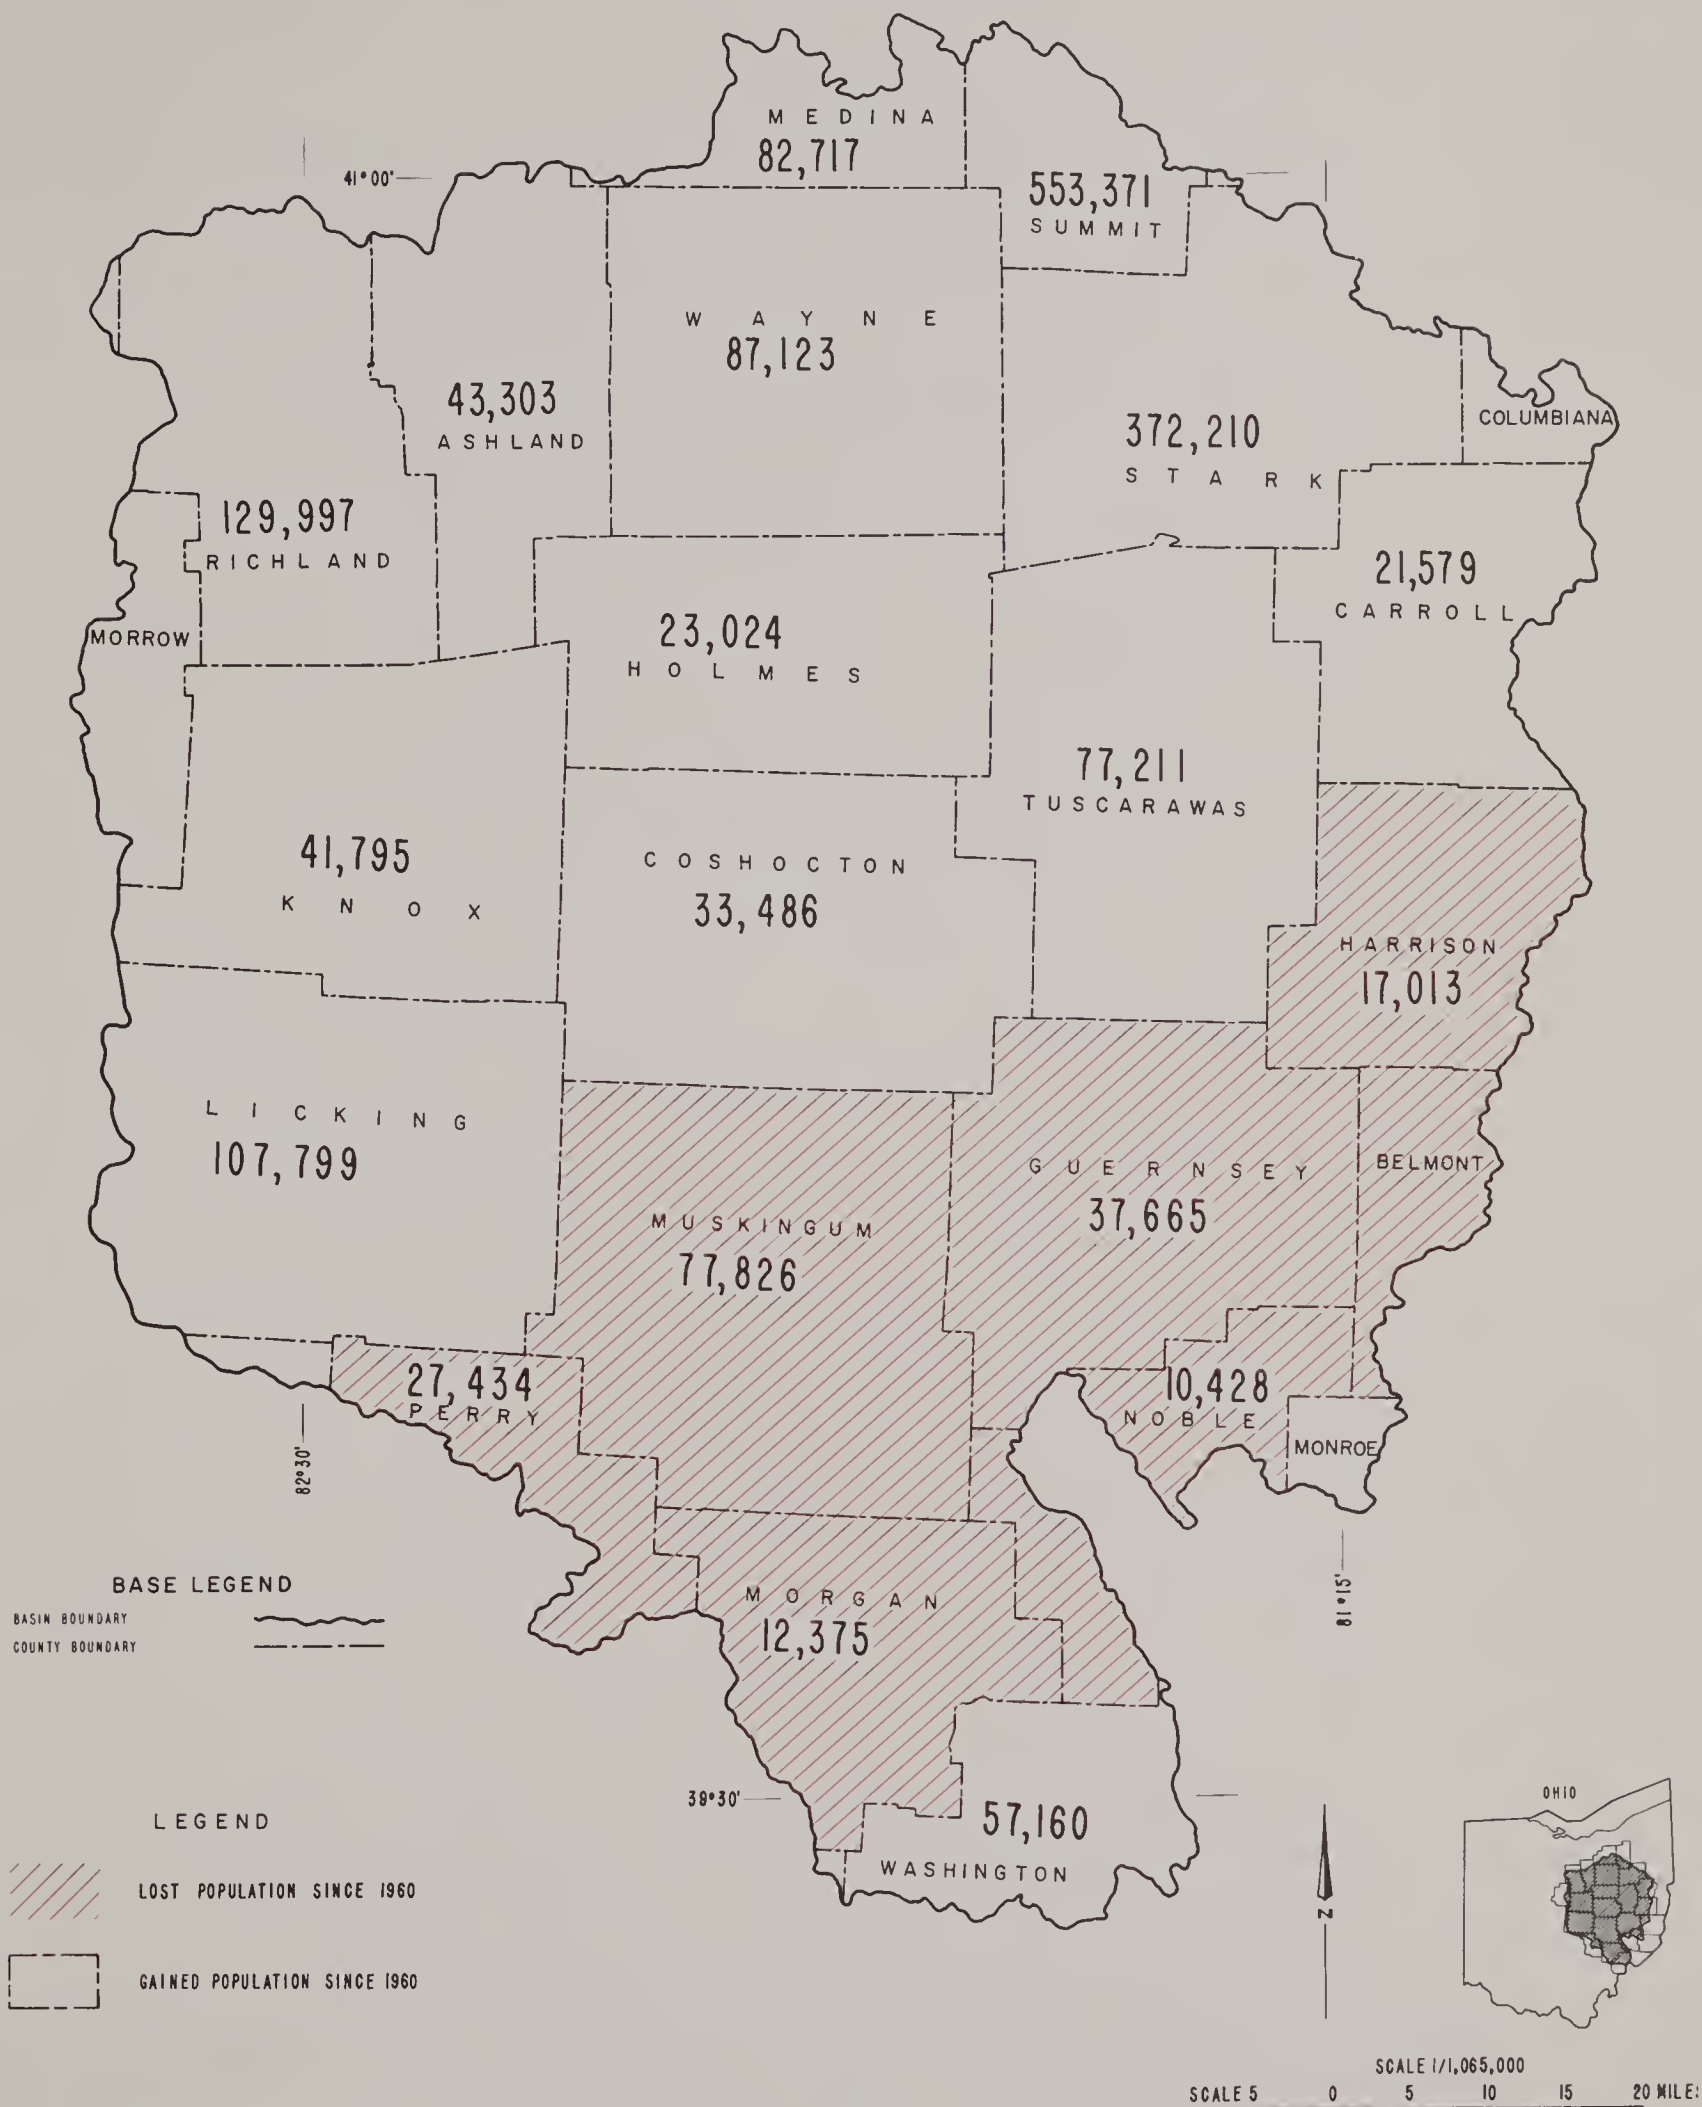 MEDINA
82,717
41°00'
553,371
SUMMIT
WAYNE
87,123
43,303
ASHLAND
372,210
STARK
COLUMBIANA
129,997
RICHLAND
21,579
CARROLL
MORROW
23,024
HOLMES
77,211
TUSCARAWAS
41,795
KNOX
COSHOCTON
33,486
HARRISON
17,013
LICKING
107,799
GUERNSEY
37,665
BELMONT
MUSKINGUM
77,826
27,434
PERRY
10,428
NOBLE
MONROE
82°30'
81°15'
BASE LEGEND
BASIN BOUNDARY
COUNTY BOUNDARY
MORGAN
12,375
39°30'
57,160
WASHINGTON
LEGEND
LOST POPULATION SINCE 1960
GAINED POPULATION SINCE 1960
N
OHIO
SCALE 1/1,065,000
SCALE 5 0 5 10 15 20 MILES